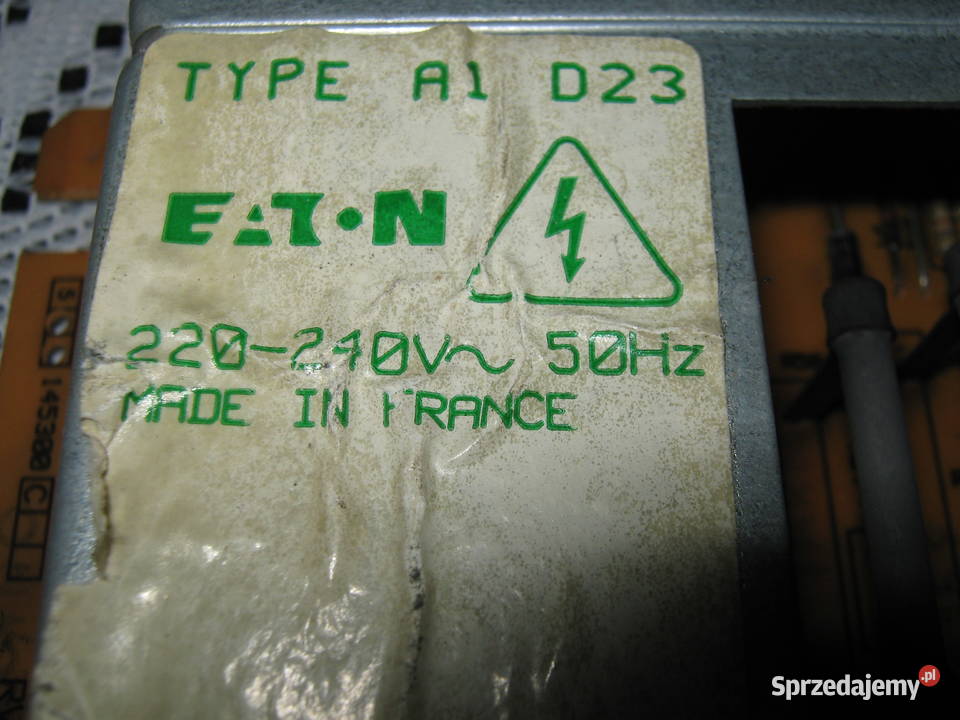 TYPE A1 D23
EATON
220-240V~ 50Hz
MADE IN FRANCE
S
145300 C -
Sprzedajemy.pl